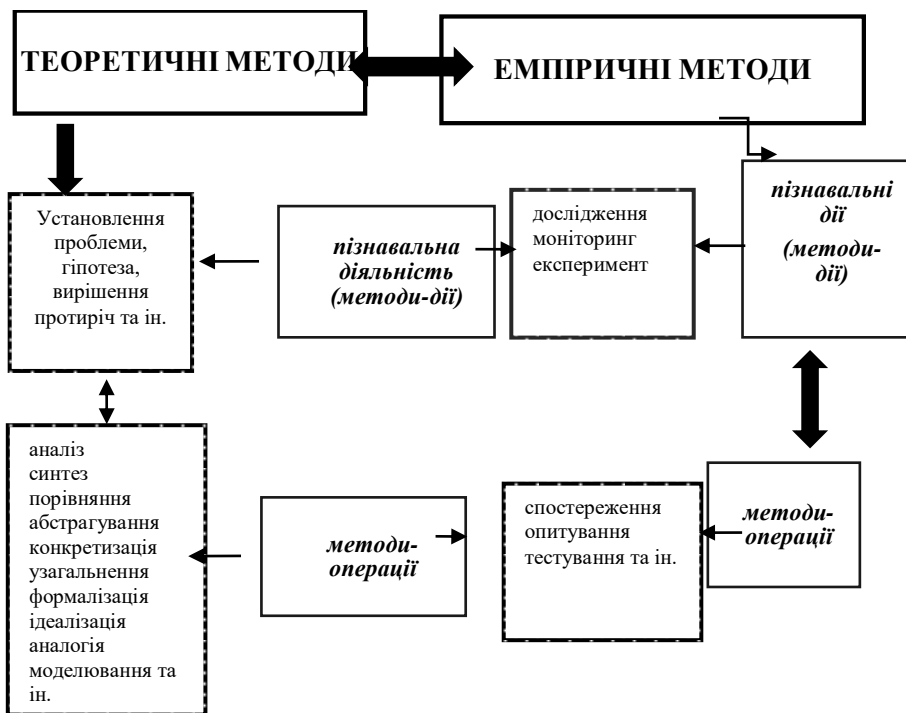 ТЕОРЕТИЧНІ МЕТОДИ
ЕМПІРИЧНІ МЕТОДИ
Установлення
проблеми,
гіпотеза,
вирішення
протиріч та ін.
пізнавальна
діяльність
(методи-дії)
дослідження
моніторинг
експеримент
пізнавальні
дії
(методи-
дії)
аналіз
синтез
порівняння
абстрагування
конкретизація
узагальнення
формалізація
ідеалізація
аналогія
моделювання та
ін.
методи-
операції
спостереження
опитування
тестування та ін.
методи-
операції